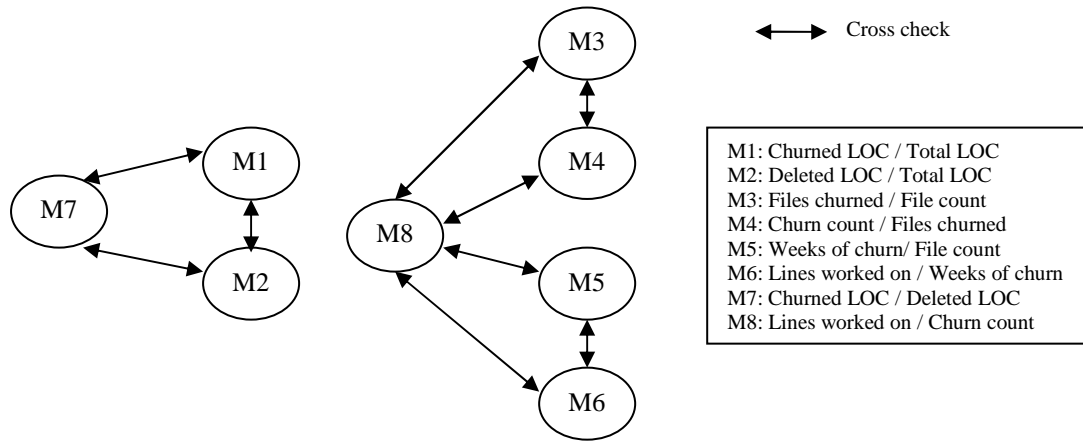 M3
Cross check
M1
M4
M7
M8
M2
M5
M6
M1: Churned LOC / Total LOC
M2: Deleted LOC / Total LOC
M3: Files churned / File count
M4: Churn count / Files churned
M5: Weeks of churn/ File count
M6: Lines worked on / Weeks of churn
M7: Churned LOC / Deleted LOC
M8: Lines worked on / Churn count